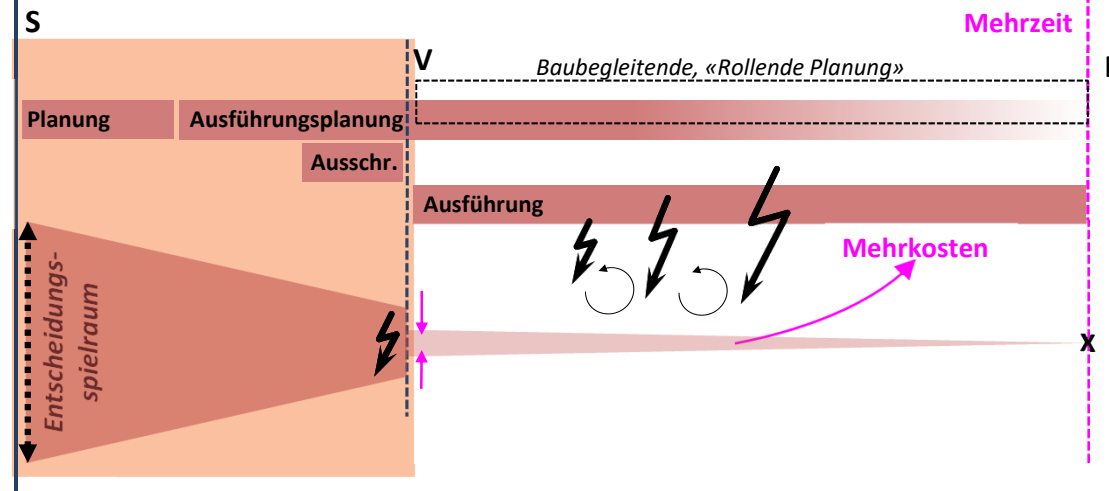 S
Mehrzeit
V
Baubegleitende, «Rollende Planung»
Planung
Ausführungsplanung
Ausschr.
Ausführung
Mehrkosten
Entscheidungs-
spielraum
x